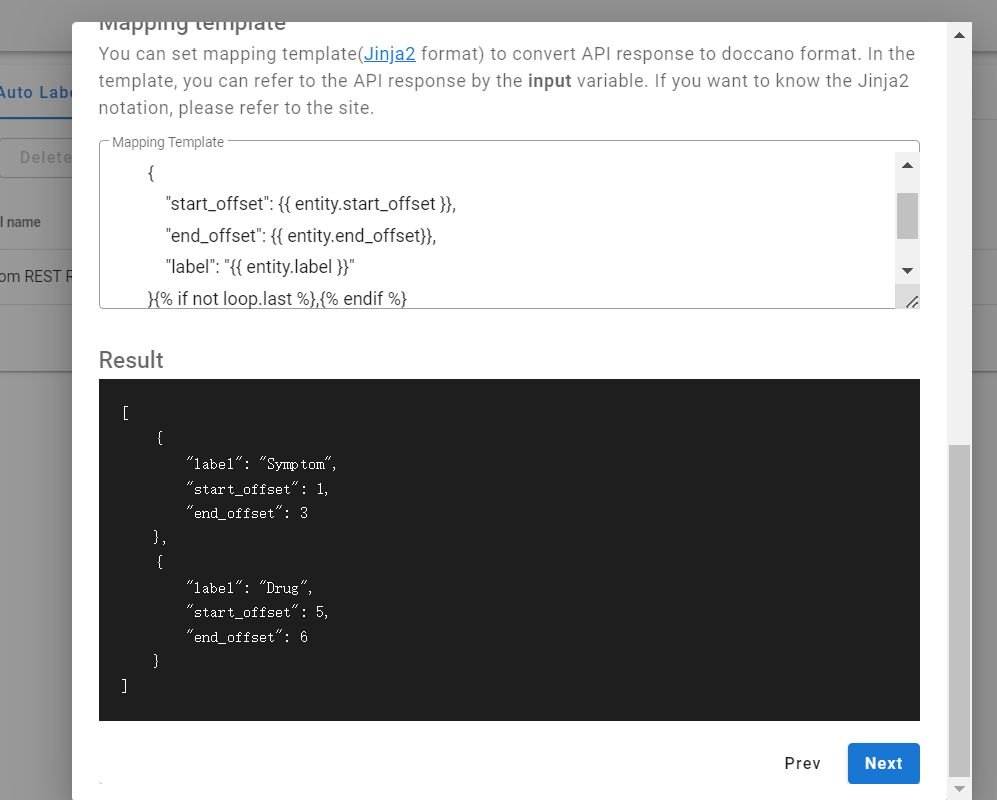 Mapping template
You can set mapping template(Jinja2 format) to convert API response to doccano format. In the
template, you can refer to the API response by the input variable. If you want to know the Jinja2
notation, please refer to the site.
Auto Labe
Delete
l name
om REST R
Mapping Template
{
"start_offset": {{ entity.start_offset }},
"end_offset": {{ entity.end_offset}},
"label": "{{ entity.label }}"
}{% if not loop.last %},{% endif %}
Result
[
{
"label": "Symptom",
"start_offset": 1,
"end_offset": 3
},
{
"label": "Drug",
"start_offset": 5,
"end_offset": 6
}
]
Prev
Next